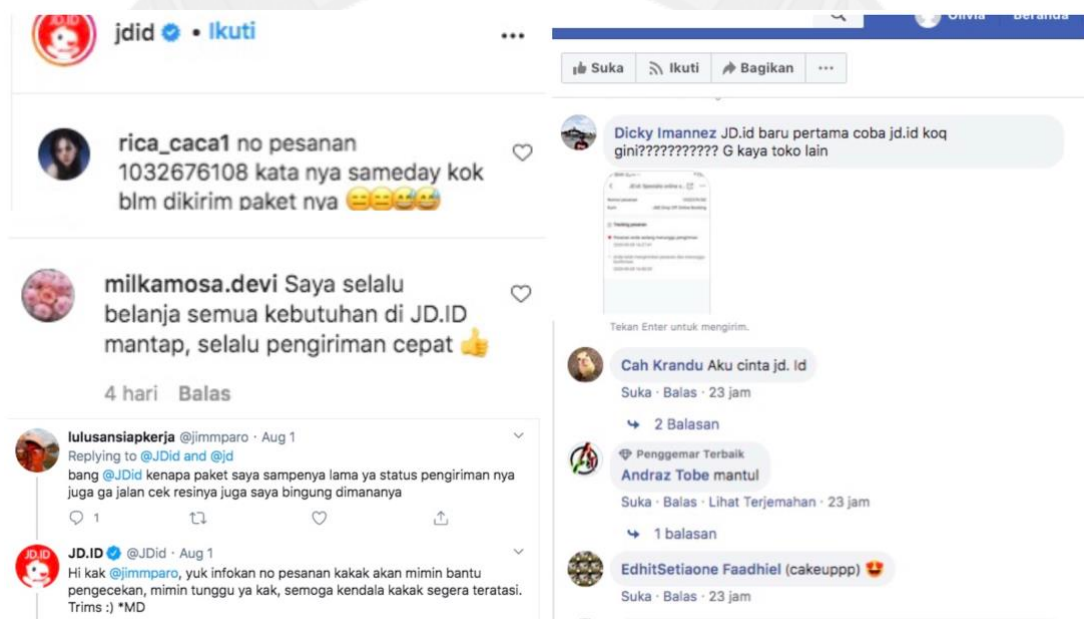 jdid • Ikuti
rica_caca1 no pesanan
1032676108 kata nya sameday kok
blm dikirim paket nya 😑😑😅😅
milkamosa.devi Saya selalu
belanja semua kebutuhan di JD.ID
mantap, selalu pengiriman cepat 👍
4 hari Balas
lulusansiapkerja @jimmparo · Aug 1
Replying to @JDid and @jd
bang @JDid kenapa paket saya sampenya lama ya status pengiriman nya
juga ga jalan cek resinya juga saya bingung dimananya
1
JD.ID
JD.ID @JDid · Aug 1
Hi kak @jimmparo, yuk infokan no pesanan kakak akan mimin bantu
pengecekan, mimin tunggu ya kak, semoga kendala kakak segera teratasi.
Trims :) *MD
Olivia Beranda
Suka Ikuti Bagikan ...
Dicky Imannez JD.id baru pertama coba jd.id koq
gini??????????? G kaya toko lain
Tekan Enter untuk mengirim.
Cah Krandu Aku cinta jd. Id
Suka · Balas · 23 jam
2 Balasan
Penggemar Terbaik
Andraz Tobe mantul
Suka · Balas · Lihat Terjemahan · 23 jam
1 balasan
EdhitSetiaone Faadhiel (cakeuppp) 😍
Suka · Balas · 23 jam